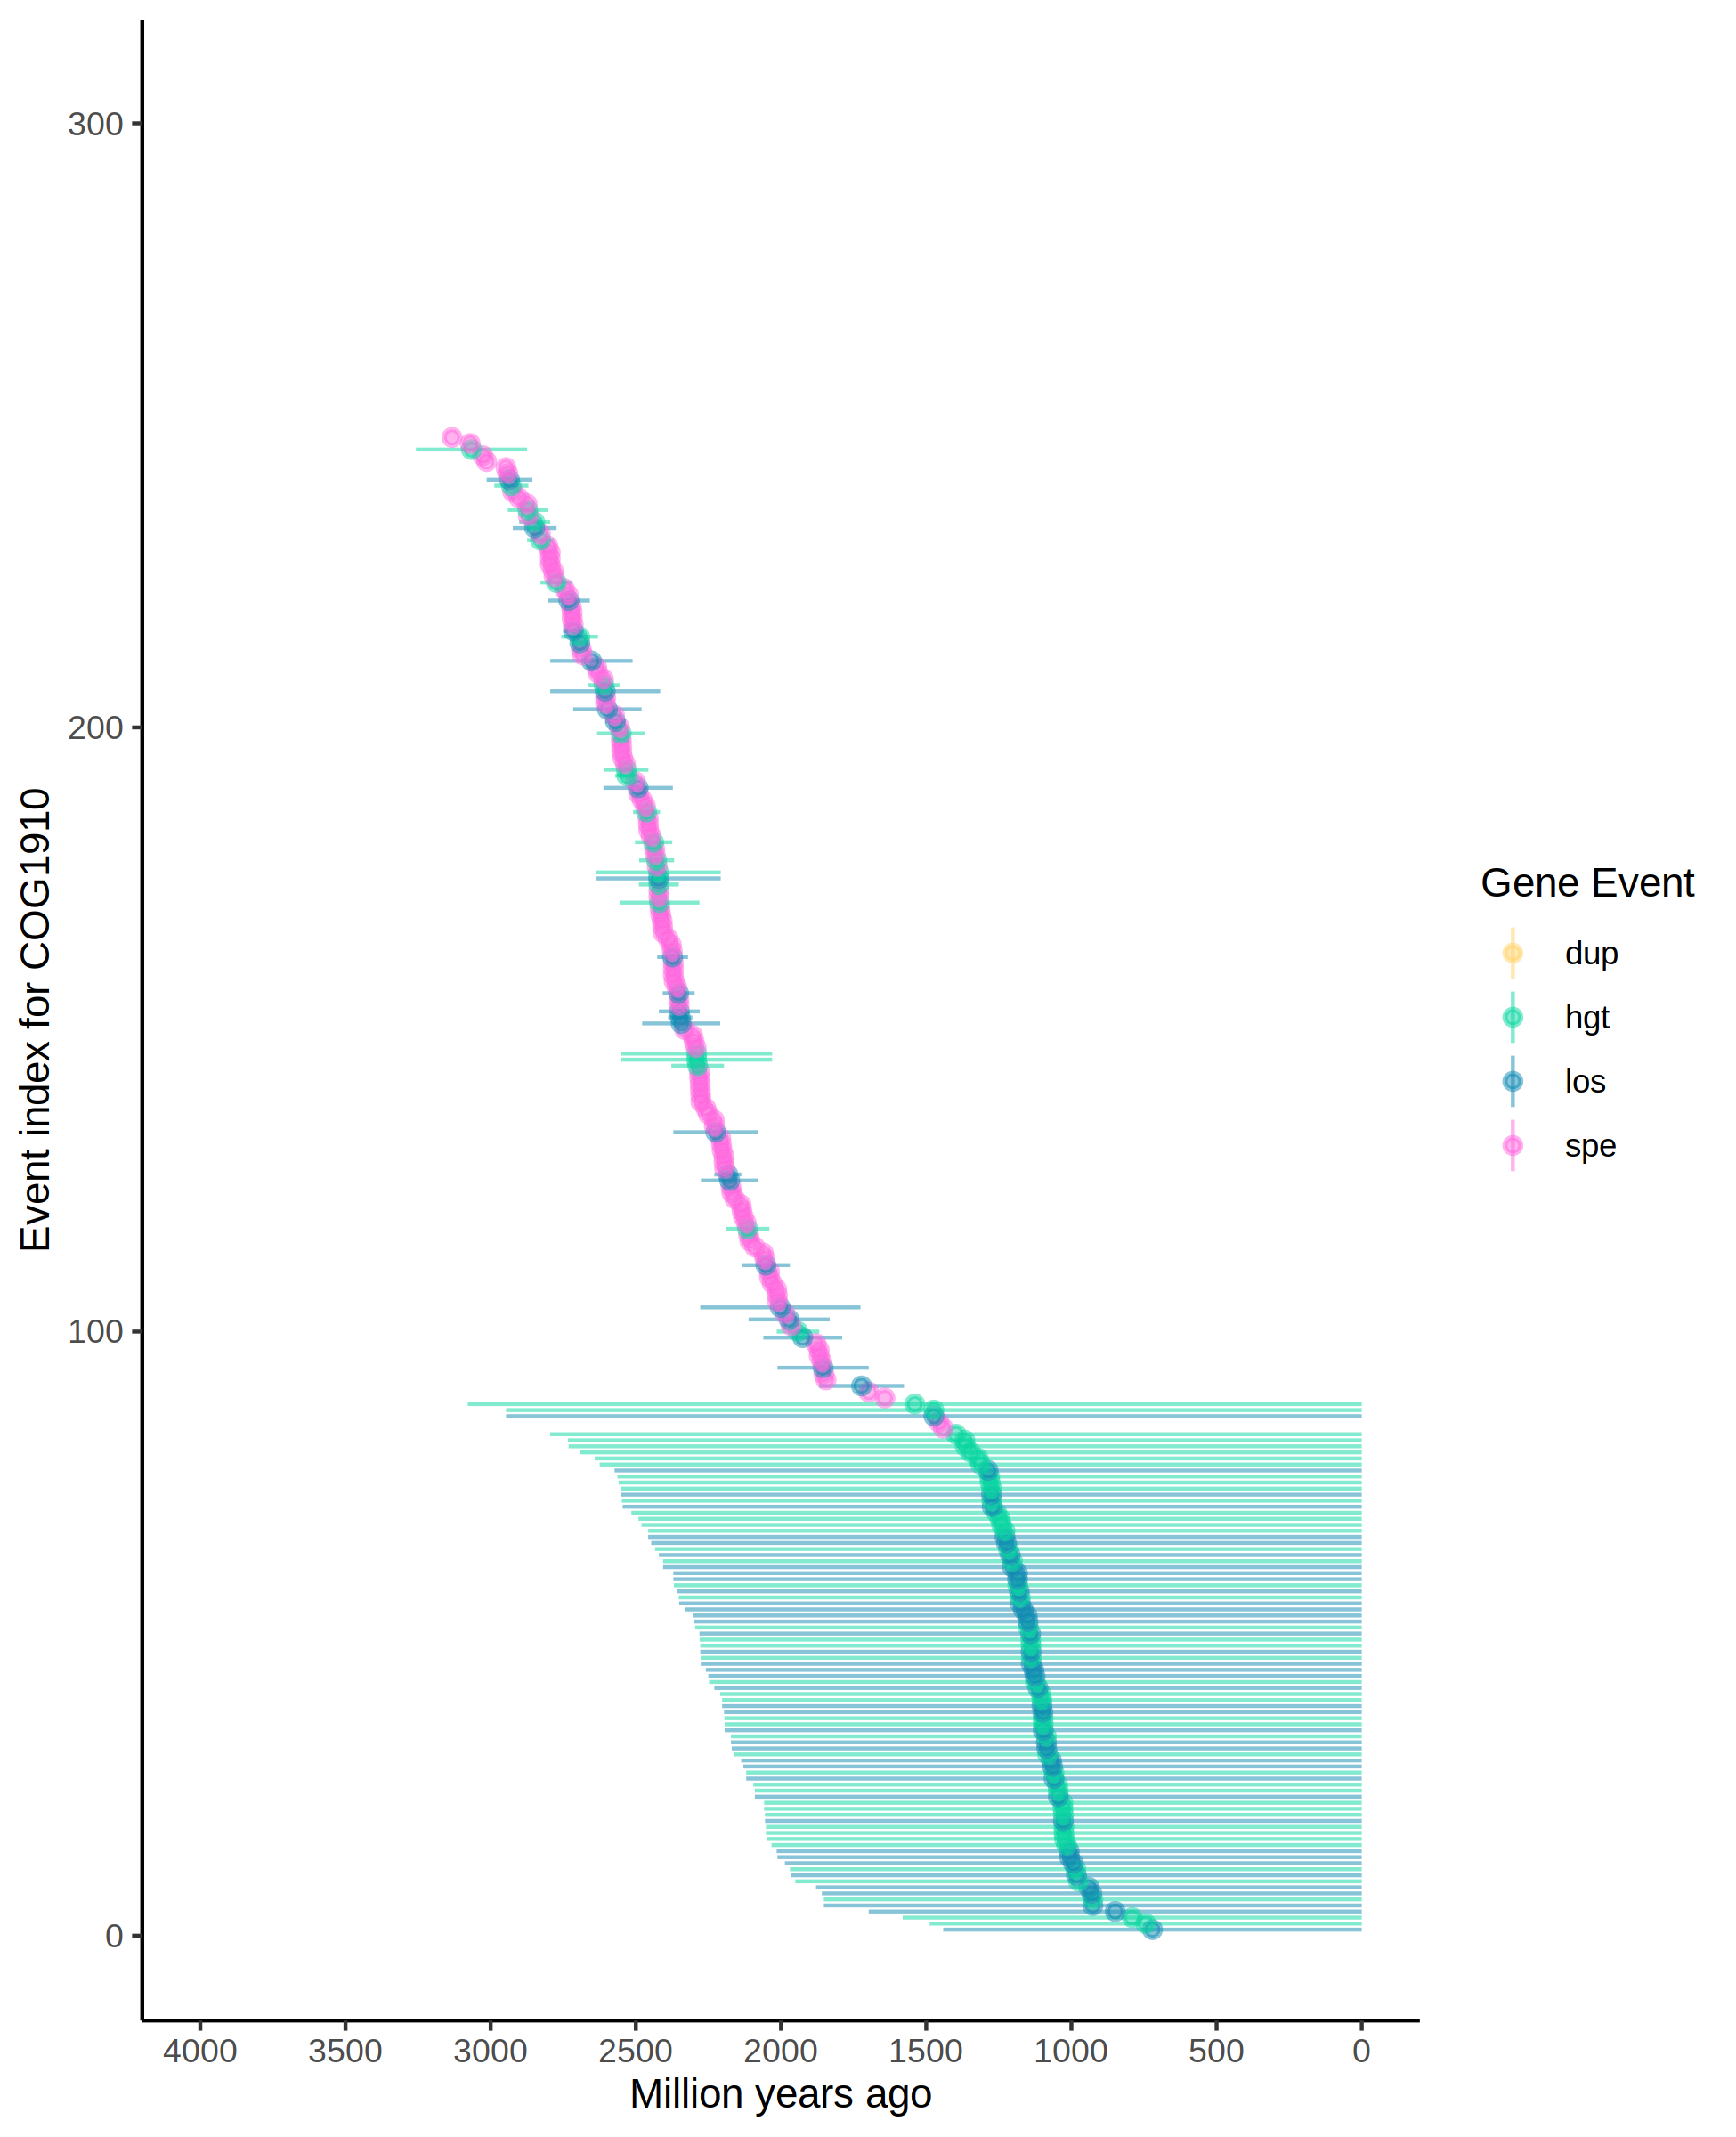 300
200
100
0
Event index for COG1910
4000 3500 3000 2500 2000 1500 1000 500 0
Million years ago
Gene Event
dup
hgt
los
spe